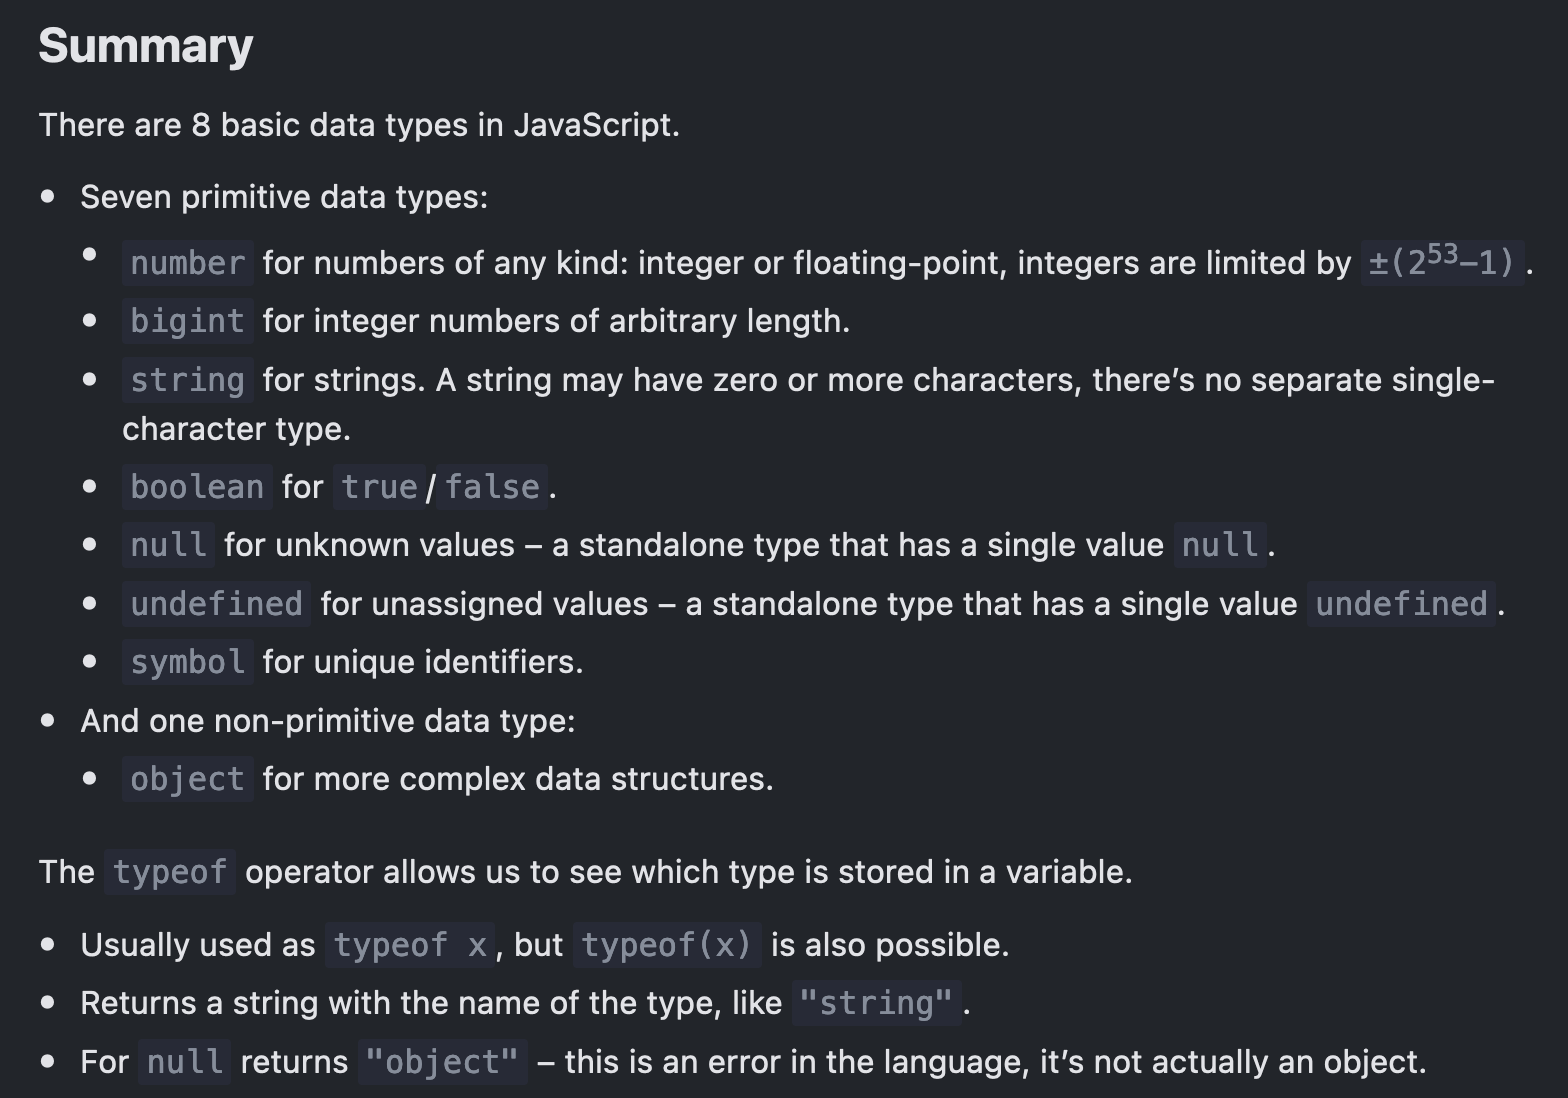 Summary
There are 8 basic data types in JavaScript.
• Seven primitive data types:
• number for numbers of any kind: integer or floating-point, integers are limited by ±(2⁵³–1).
• bigint for integer numbers of arbitrary length.
• string for strings. A string may have zero or more characters, there’s no separate single-
character type.
• boolean for true/false.
• null for unknown values – a standalone type that has a single value null.
• undefined for unassigned values – a standalone type that has a single value undefined.
• symbol for unique identifiers.
• And one non-primitive data type:
• object for more complex data structures.
The typeof operator allows us to see which type is stored in a variable.
• Usually used as typeof x, but typeof(x) is also possible.
• Returns a string with the name of the type, like "string".
• For null returns "object" – this is an error in the language, it’s not actually an object.